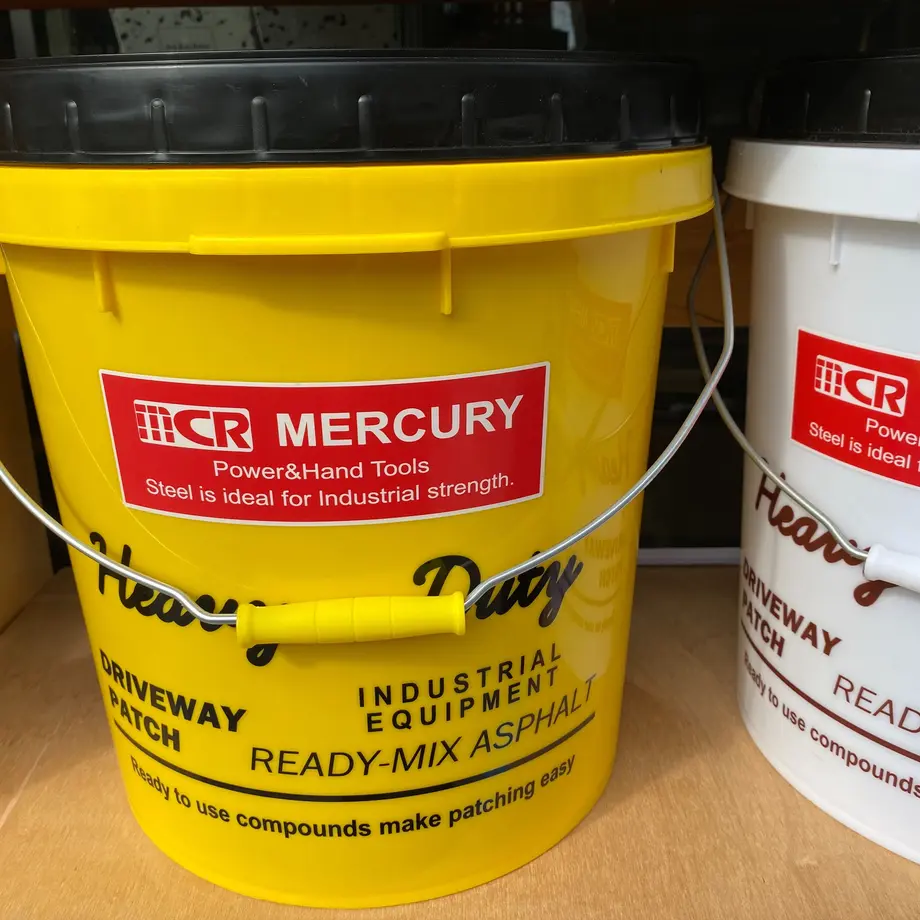 MCR MERCURY
Power&Hand Tools
Steel is ideal for Industrial strength.
Heavy Duty
DRIVEWAY
PATCH
INDUSTRIAL
EQUIPMENT
READY-MIX ASPHALT
Ready to use compounds make patching easy
MCR
Steel is ideal
Heavy
DRIVEWAY
PATCH
Ready to use compounds